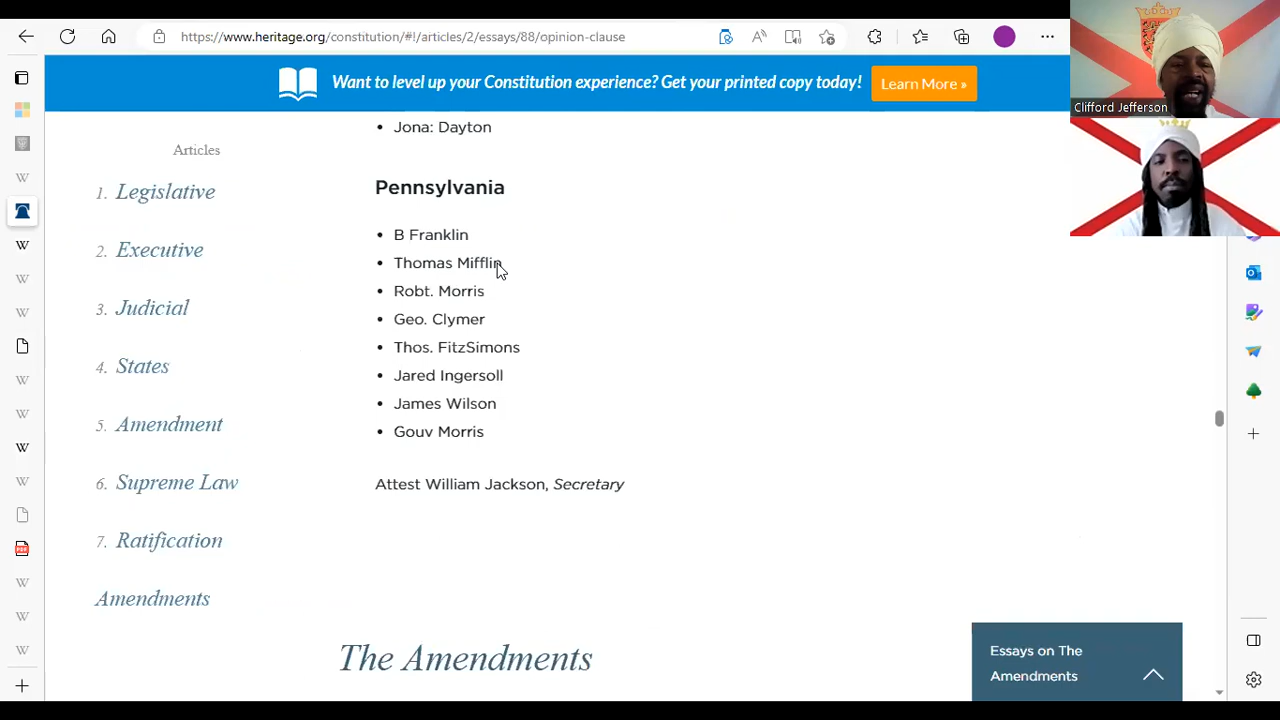 https://www.heritage.org/constitution/#!/articles/2/essays/88/opinion-clause
Want to level up your Constitution experience? Get your printed copy today!
Learn More »
Clifford Jefferson
Articles
1. Legislative
2. Executive
3. Judicial
4. States
5. Amendment
6. Supreme Law
7. Ratification
Amendments
• Jona: Dayton
Pennsylvania
• B Franklin
• Thomas Mifflin
• Robt. Morris
• Geo. Clymer
• Thos. FitzSimons
• Jared Ingersoll
• James Wilson
• Gouv Morris
Attest William Jackson, Secretary
The Amendments
Essays on The
Amendments